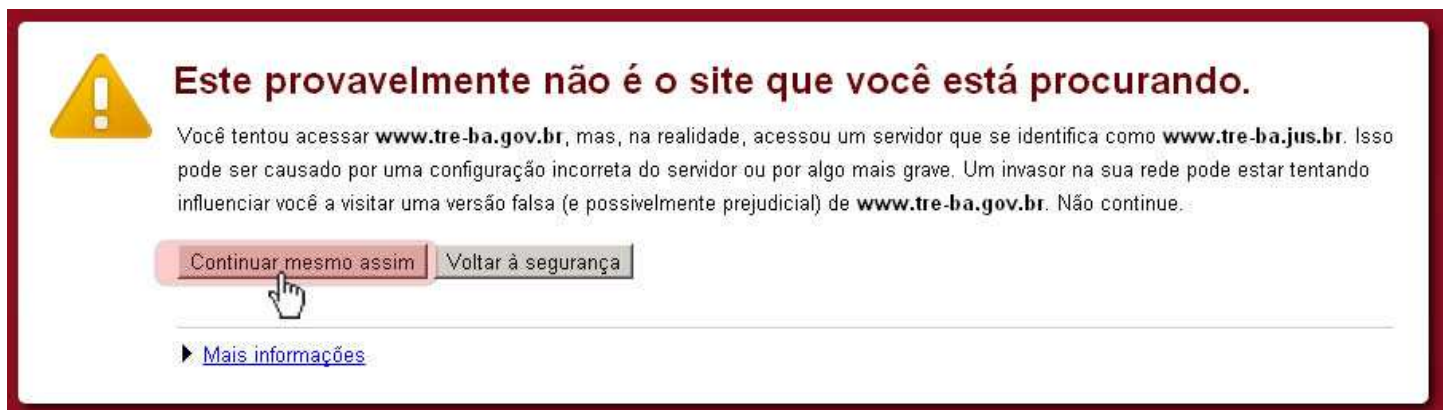 Este provavelmente não é o site que você está procurando.
Você tentou acessar www.tre-ba.gov.br, mas, na realidade, acessou um servidor que se identifica como www.tre-ba.jus.br. Isso
pode ser causado por uma configuração incorreta do servidor ou por algo mais grave. Um invasor na sua rede pode estar tentando
influenciar você a visitar uma versão falsa (e possivelmente prejudicial) de www.tre-ba.gov.br. Não continue.
Continuar mesmo assim Voltar à segurança
Mais informações